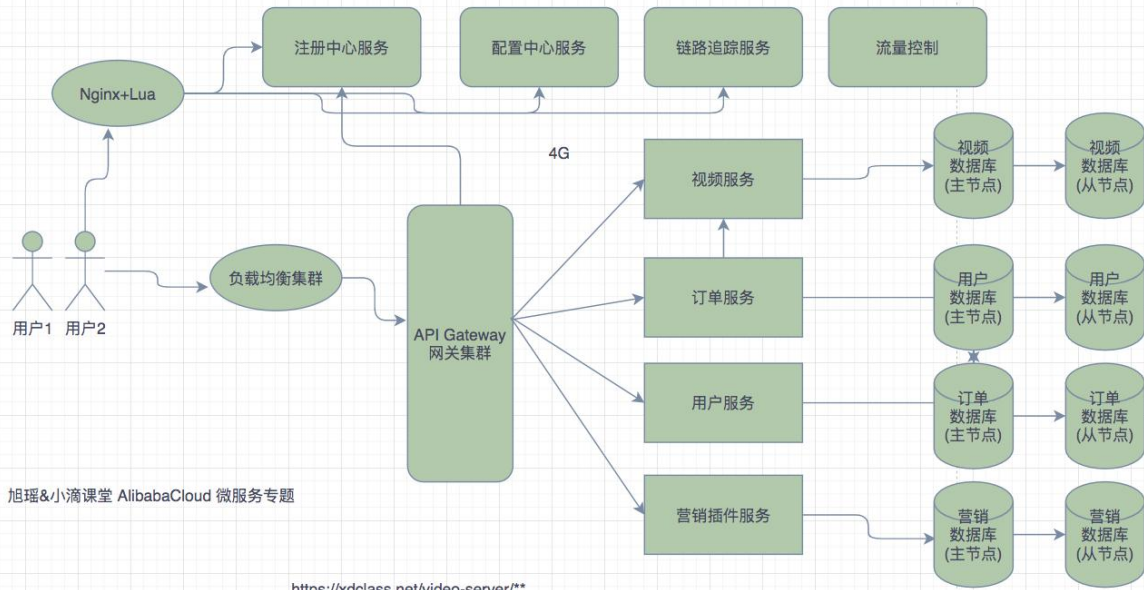 注册中心服务
配置中心服务
链路追踪服务
流量控制
Nginx+Lua
4G
视频服务
视频
数据库
(主节点)
视频
数据库
(从节点)
用户1
用户2
负载均衡集群
API Gateway
网关集群
订单服务
用户
数据库
(主节点)
用户
数据库
(从节点)
用户服务
订单
数据库
(主节点)
订单
数据库
(从节点)
旭瑶&小滴课堂 AlibabaCloud 微服务专题
营销插件服务
营销
数据库
(主节点)
营销
数据库
(从节点)
https://xdclass.net/video-server/**